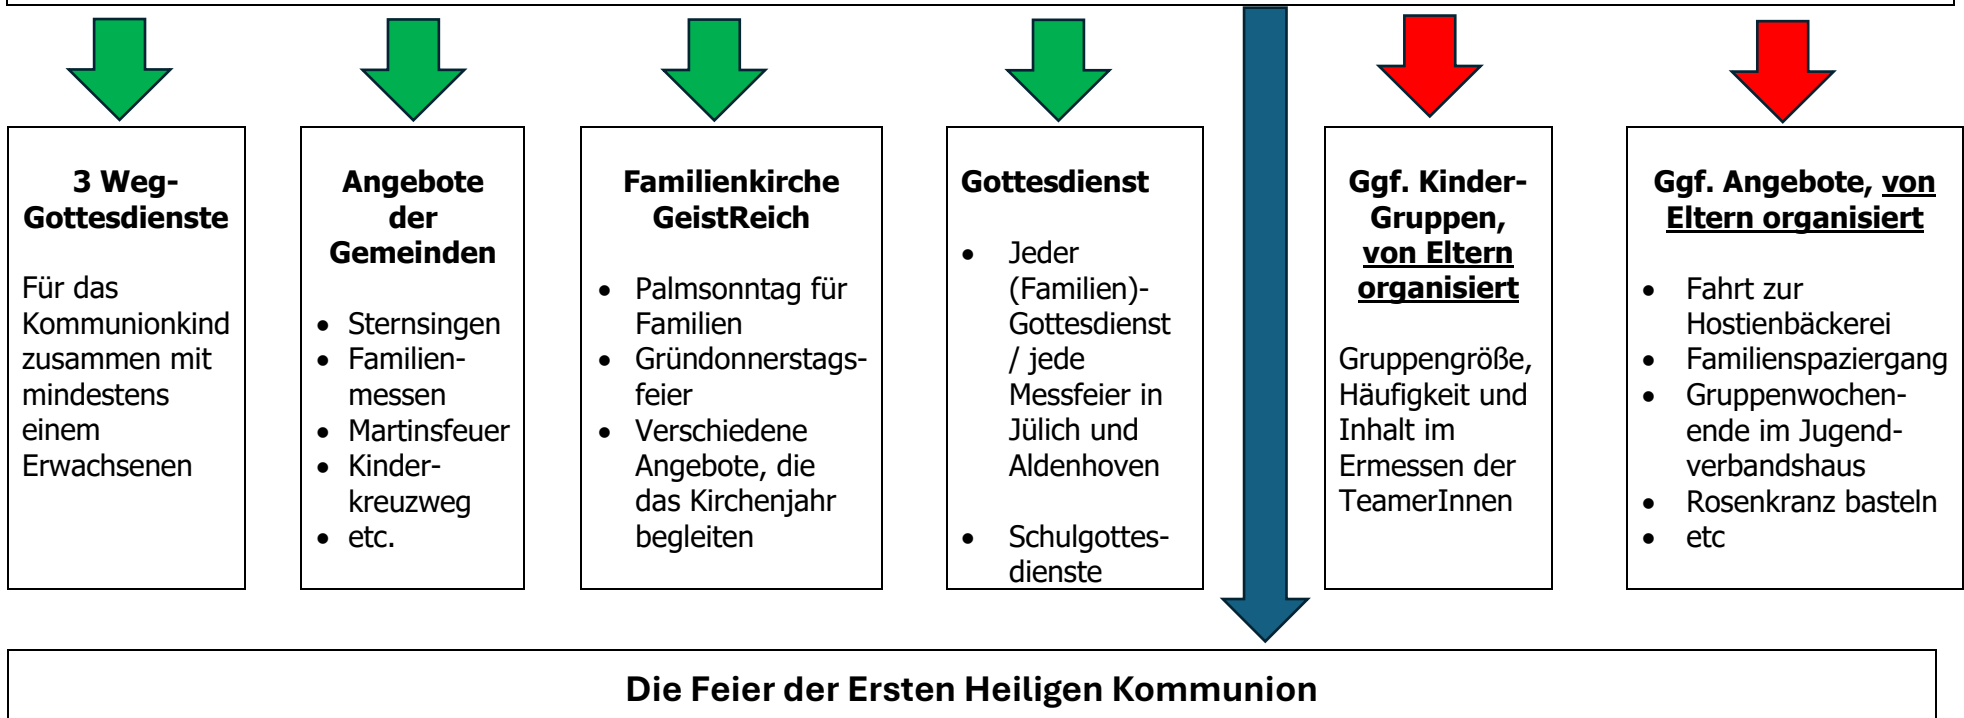 3 Weg-
Gottesdienste
Für das
Kommunionkind
zusammen mit
mindestens
einem
Erwachsenen
Angebote
der
Gemeinden
• Sternsingen
• Familien-
messen
• Martinsfeuer
• Kinder-
kreuzweg
• etc.
Familienkirche
GeistReich
• Palmsonntag für
Familien
• Gründonnerstags-
feier
• Verschiedene
Angebote, die
das Kirchenjahr
begleiten
Gottesdienst
• Jeder
(Familien)-
Gottesdienst
/ jede
Messfeier in
Jülich und
Aldenhoven
• Schulgottes-
dienste
Ggf. Kinder-
Gruppen,
von Eltern
organisiert
Gruppengröße,
Häufigkeit und
Inhalt im
Ermessen der
TeamerInnen
Ggf. Angebote, von
Eltern organisiert
• Fahrt zur
Hostienbäckerei
• Familienspaziergang
• Gruppenwochen-
ende im Jugend-
verbandshaus
• Rosenkranz basteln
• etc
Die Feier der Ersten Heiligen Kommunion